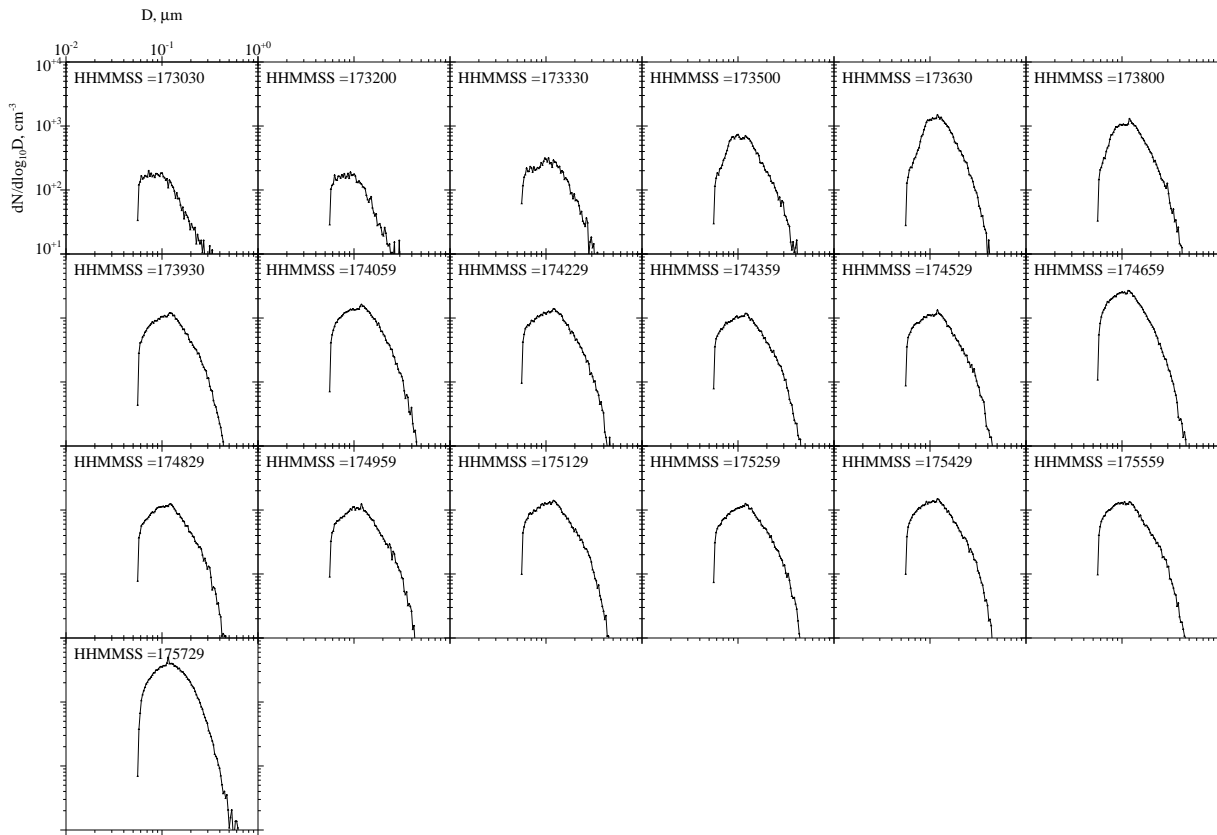 D, μm
10⁻² 10⁻¹ 10⁺⁰
dN/dlog₁₀D, cm⁻³
10⁺⁴
10⁺³
10⁺²
10⁺¹
HHMMSS =173030 HHMMSS =173200 HHMMSS =173330 HHMMSS =173500 HHMMSS =173630 HHMMSS =173800
HHMMSS =173930 HHMMSS =174059 HHMMSS =174229 HHMMSS =174359 HHMMSS =174529 HHMMSS =174659
HHMMSS =174829 HHMMSS =174959 HHMMSS =175129 HHMMSS =175259 HHMMSS =175429 HHMMSS =175559
HHMMSS =175729